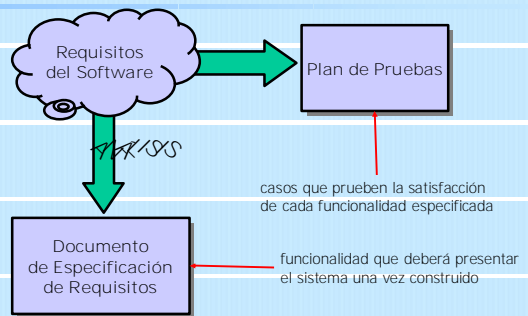 Requisitos
del Software
Plan de Pruebas
ANALISIS
casos que prueben la satisfacción
de cada funcionalidad especificada
Documento
de Especificación
de Requisitos
funcionalidad que deberá presentar
el sistema una vez construido